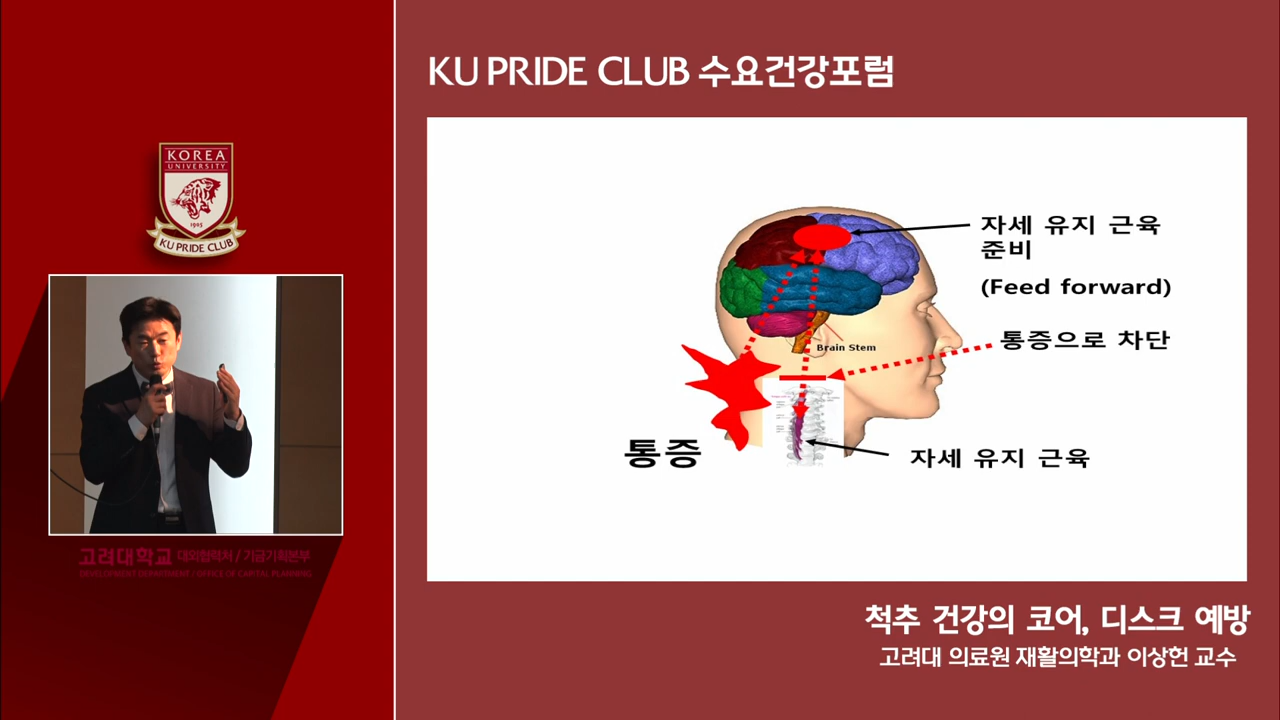 KU PRIDE CLUB 수요건강포럼
KOREA
UNIVERSITY
1905
KU PRIDE CLUB
자세 유지 근육
준비
(Feed forward)
통증으로 차단
Brain Stem
통증
자세 유지 근육
고려대학교 대외협력처 / 기금기획본부
DEVELOPMENT DEPARTMENT / OFFICE OF CAPITAL PLANNING
척추 건강의 코어, 디스크 예방
고려대 의료원 재활의학과 이상헌 교수